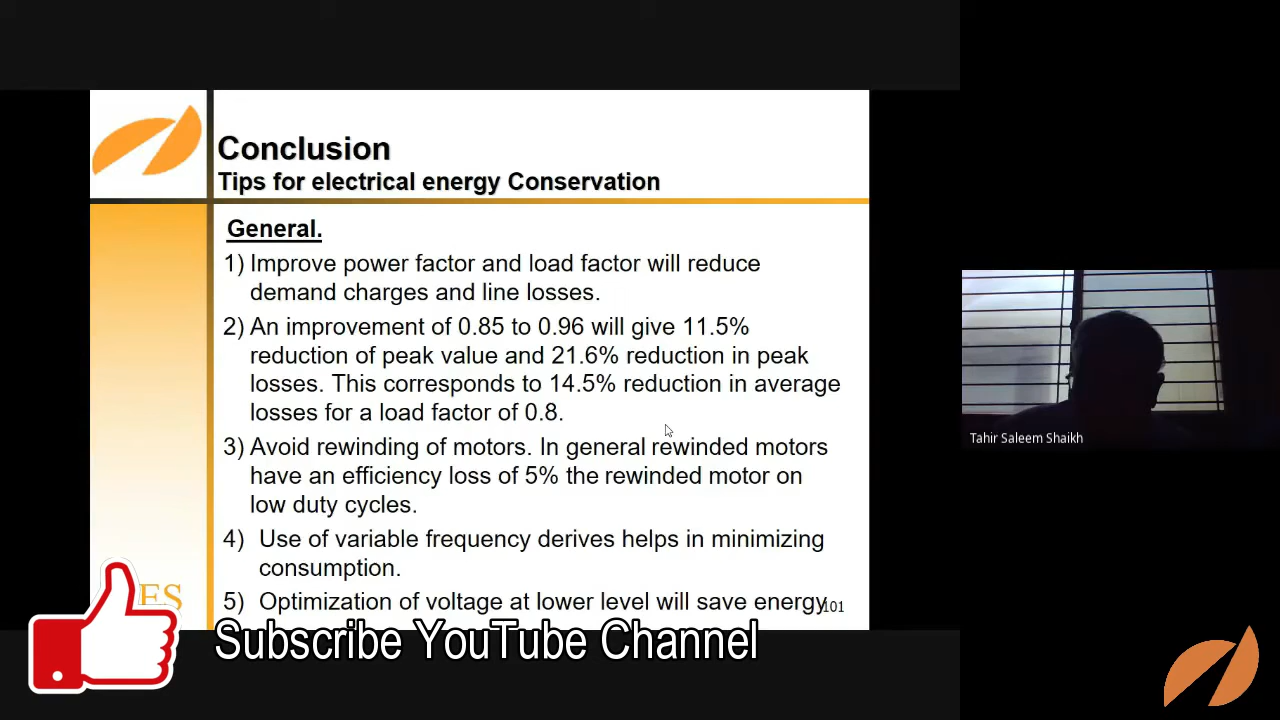 Conclusion
Tips for electrical energy Conservation
General.
1) Improve power factor and load factor will reduce
demand charges and line losses.
2) An improvement of 0.85 to 0.96 will give 11.5%
reduction of peak value and 21.6% reduction in peak
losses. This corresponds to 14.5% reduction in average
losses for a load factor of 0.8.
3) Avoid rewinding of motors. In general rewinded motors
have an efficiency loss of 5% the rewinded motor on
low duty cycles.
4) Use of variable frequency derives helps in minimizing
consumption.
5) Optimization of voltage at lower level will save energy
101
ES
Subscribe YouTube Channel
Tahir Saleem Shaikh